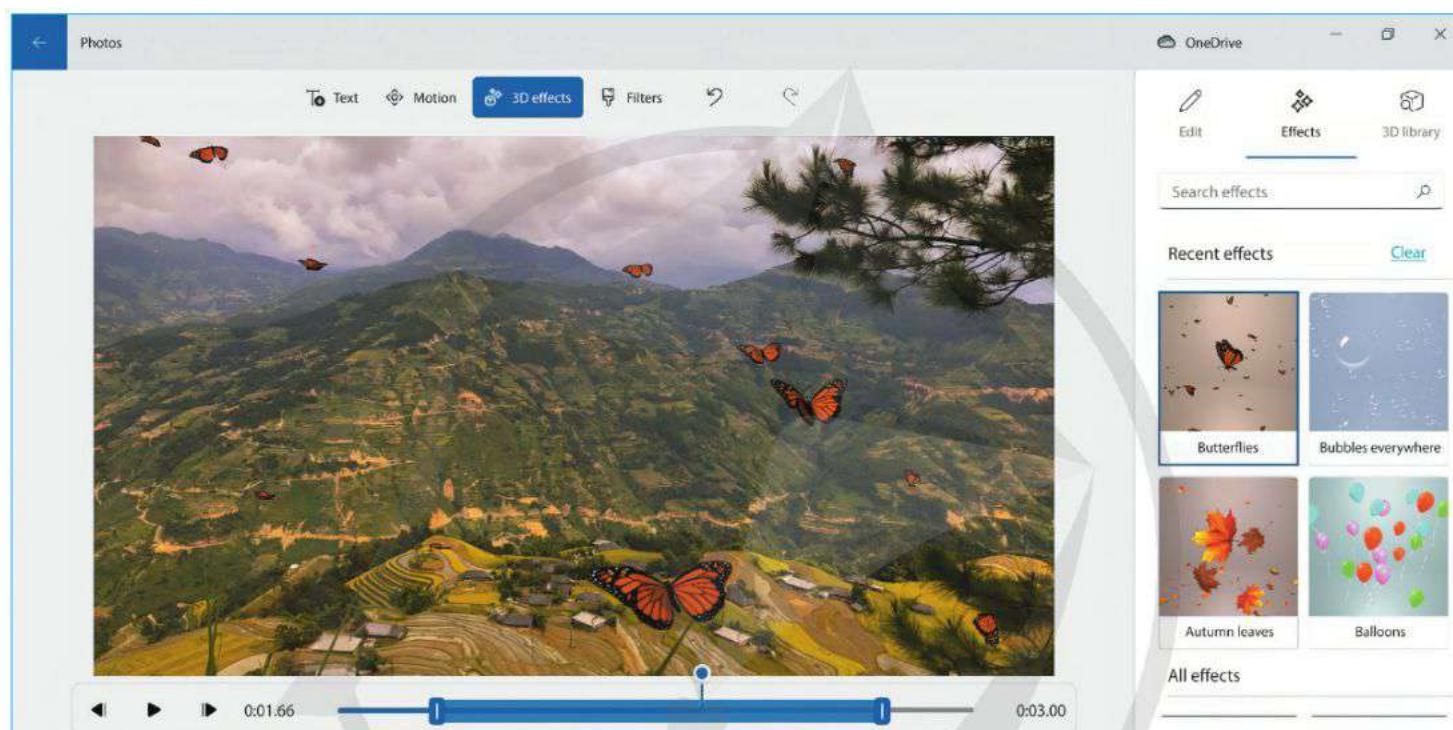 Photos
OneDrive
Text Motion 3D effects Filters
Edit Effects 3D library
Search effects
Recent effects Clear
Butterflies Bubbles everywhere
Autumn leaves Balloons
All effects
0:01.66 0:03.00